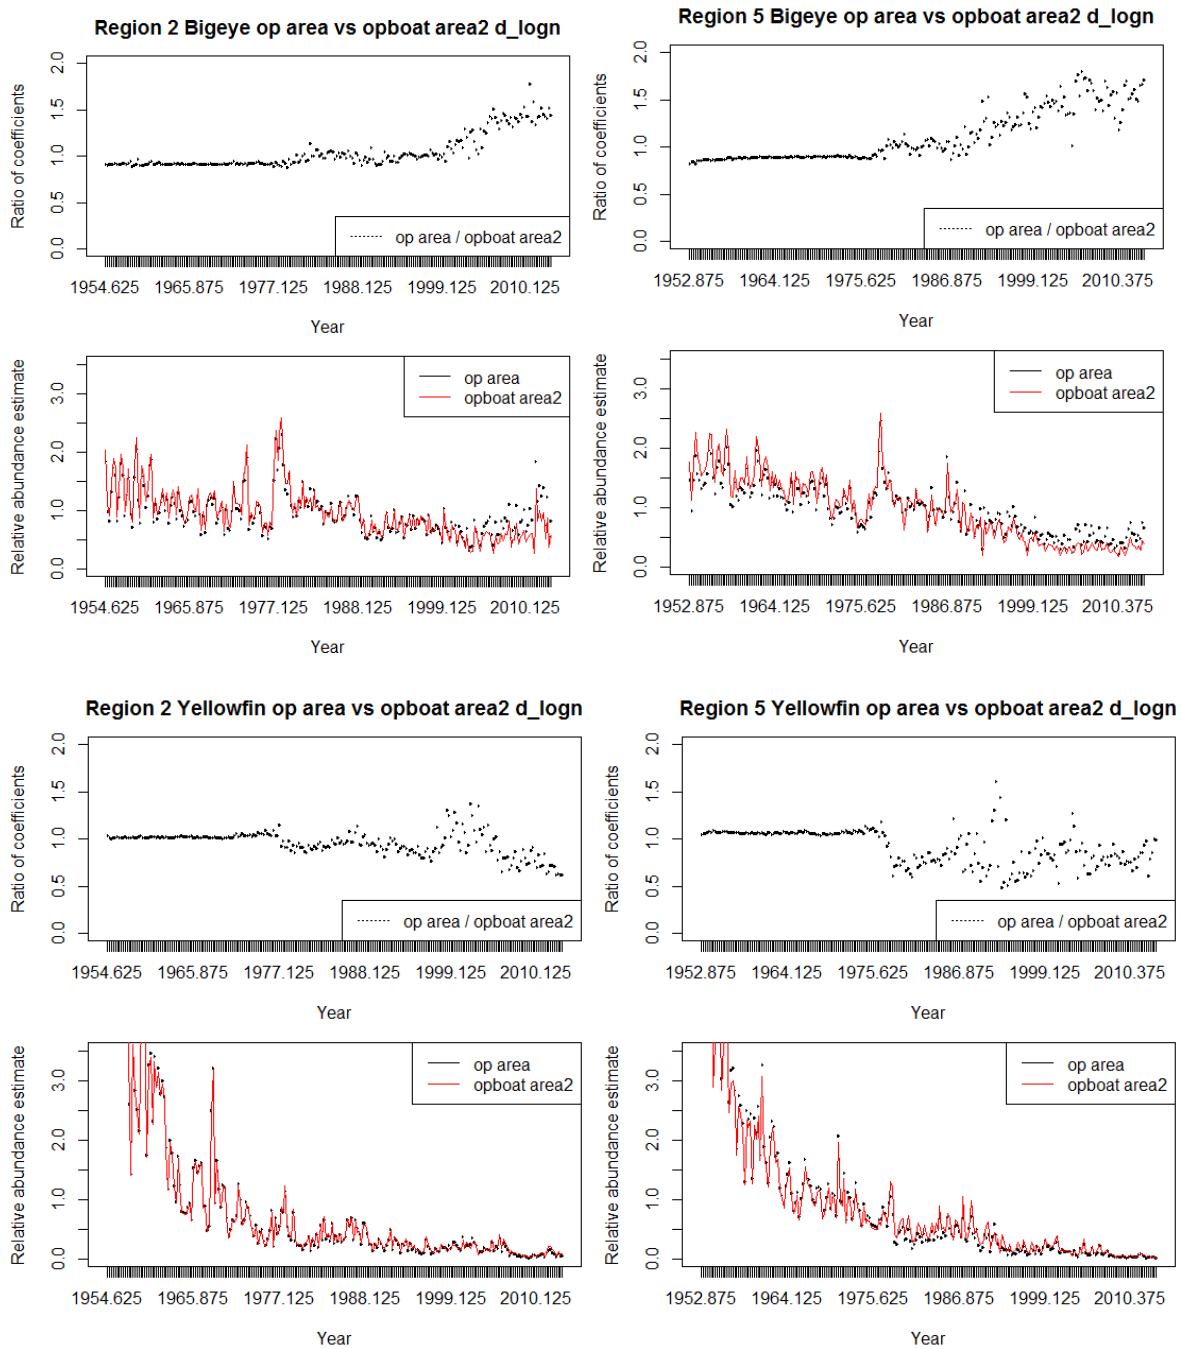 Region 2 Bigeye op area vs opboat area2 d_logn
Ratio of coefficients
0.0 0.5 1.0 1.5 2.0
op area / opboat area2
1954.625 1965.875 1977.125 1988.125 1999.125 2010.125
Year
Relative abundance estimate
0.0 1.0 2.0 3.0
op area
opboat area2
1954.625 1965.875 1977.125 1988.125 1999.125 2010.125
Year
Region 5 Bigeye op area vs opboat area2 d_logn
Ratio of coefficients
0.0 0.5 1.0 1.5 2.0
op area / opboat area2
1952.875 1964.125 1975.625 1986.875 1999.125 2010.375
Year
Relative abundance estimate
0.0 1.0 2.0 3.0
op area
opboat area2
1952.875 1964.125 1975.625 1986.875 1999.125 2010.375
Year
Region 2 Yellowfin op area vs opboat area2 d_logn
Ratio of coefficients
0.0 0.5 1.0 1.5 2.0
op area / opboat area2
1954.625 1965.875 1977.125 1988.125 1999.125 2010.125
Year
Relative abundance estimate
0.0 1.0 2.0 3.0
op area
opboat area2
1954.625 1965.875 1977.125 1988.125 1999.125 2010.125
Year
Region 5 Yellowfin op area vs opboat area2 d_logn
Ratio of coefficients
0.0 0.5 1.0 1.5 2.0
op area / opboat area2
1952.875 1964.125 1975.625 1986.875 1999.125 2010.375
Year
Relative abundance estimate
0.0 1.0 2.0 3.0
op area
opboat area2
1952.875 1964.125 1975.625 1986.875 1999.125 2010.375
Year